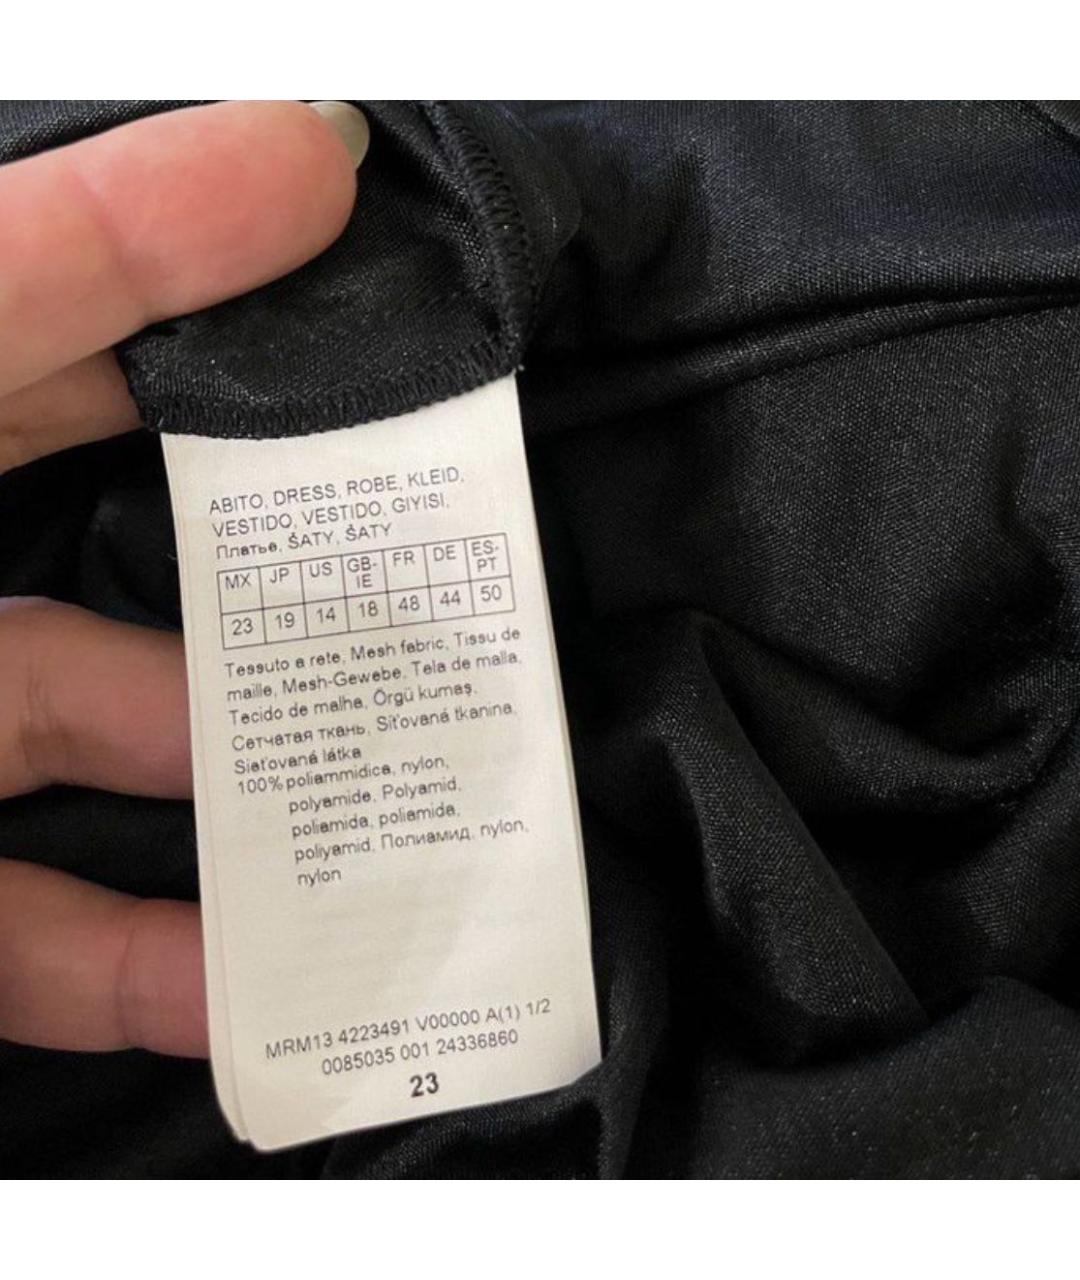 ABITO, DRESS, ROBE, KLEID,
VESTIDO, VESTIDO, GIYISI,
Платье, ŠATY, ŠATY
MX JP US GB-IE FR DE ES-PT
23 19 14 18 48 44 50
Tessuto a rete, Mesh fabric, Tissu de
maille, Mesh-Gewebe, Tela de malla,
Tecido de malha, Örgü kumaş,
Сетчатая ткань, Síťovaná tkanina,
Sieťovaná látka
100% poliammidica, nylon,
polyamide, Polyamid,
poliamida, poliamida,
poliyamid, Полиамид, nylon,
nylon
MRM13 4223491 V00000 A(1) 1/2
0085035 001 24336860
23